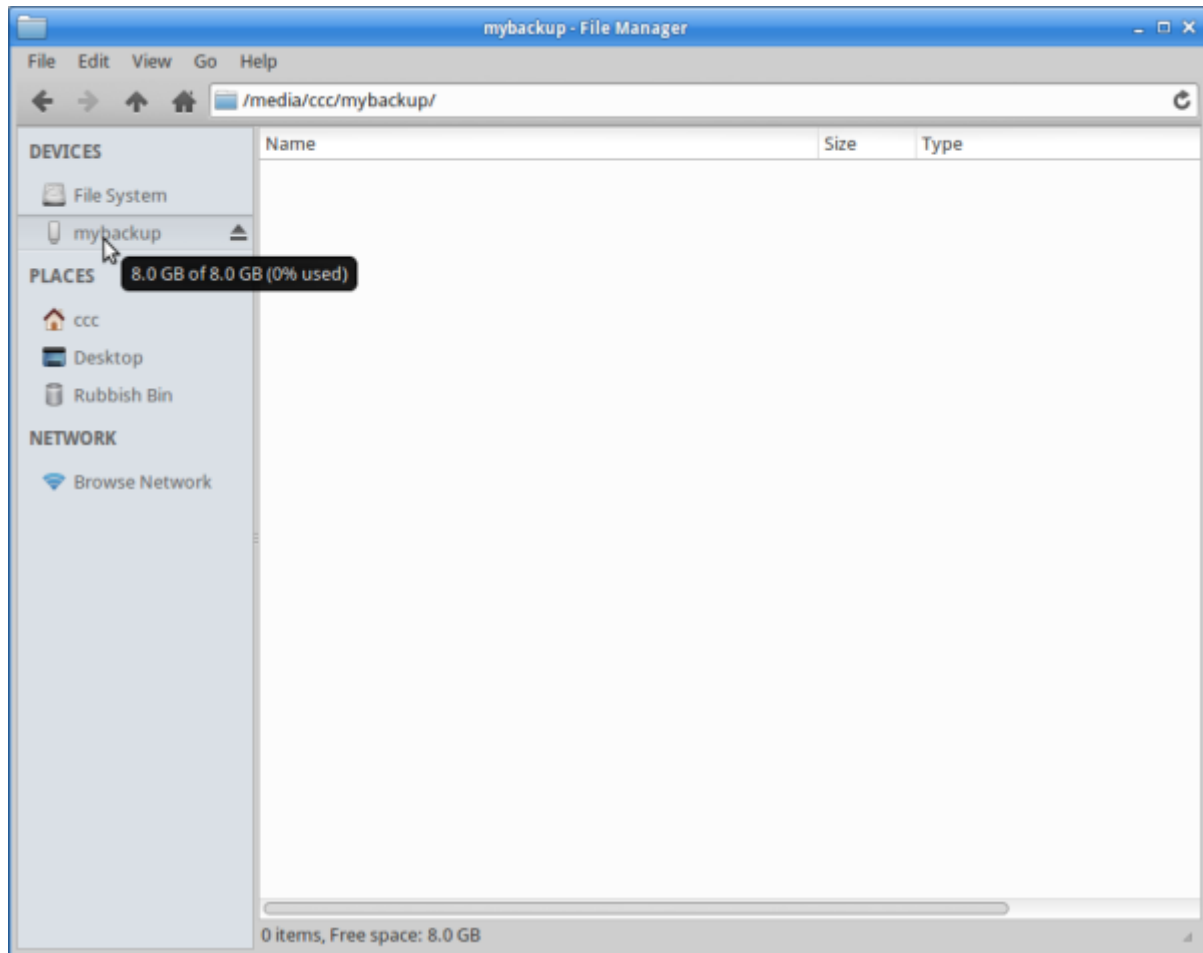 mybackup - File Manager
File Edit View Go Help
/media/ccc/mybackup/
DEVICES
Name Size Type
File System
mybackup
8.0 GB of 8.0 GB (0% used)
PLACES
ccc
Desktop
Rubbish Bin
NETWORK
Browse Network
0 items, Free space: 8.0 GB